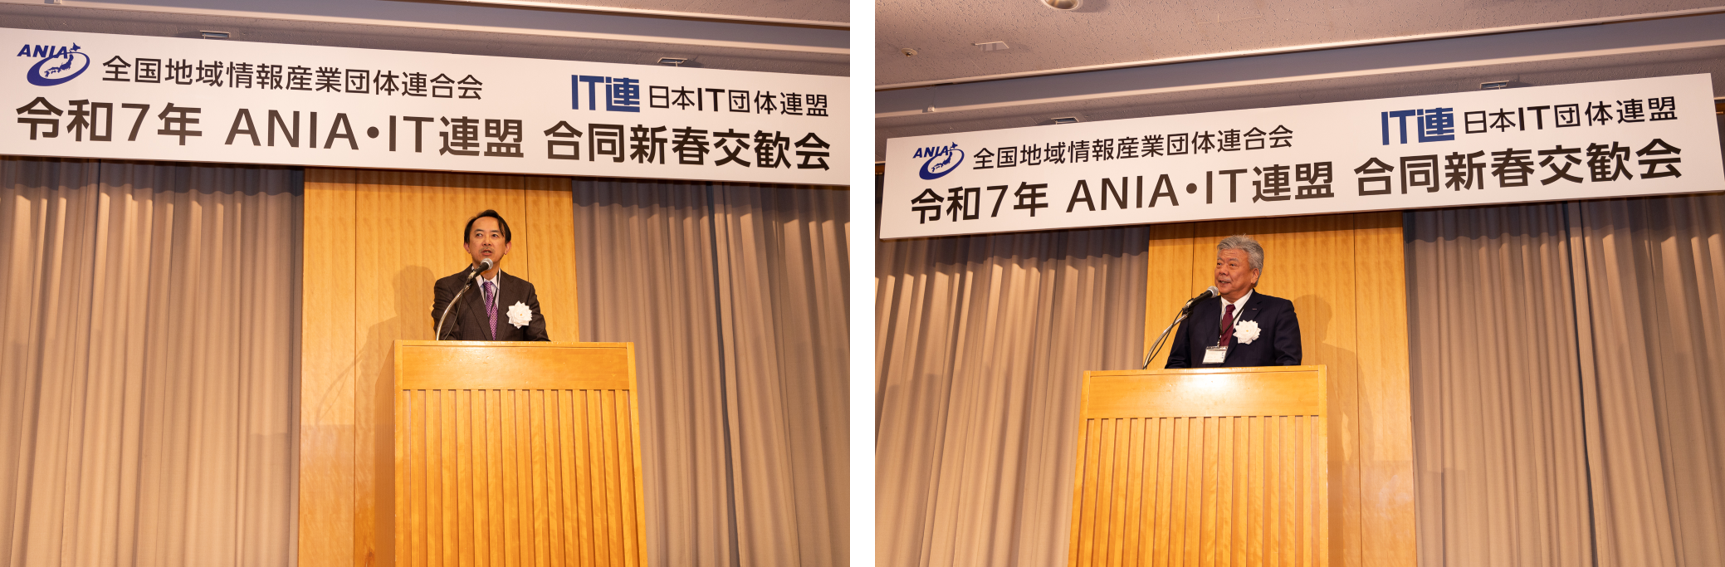 ANIA 全国地域情報産業団体連合会 IT連 日本IT団体連盟
令和7年 ANIA・IT連盟 合同新春交歓会
ANIA 全国地域情報産業団体連合会 IT連 日本IT団体連盟
令和7年 ANIA・IT連盟 合同新春交歓会